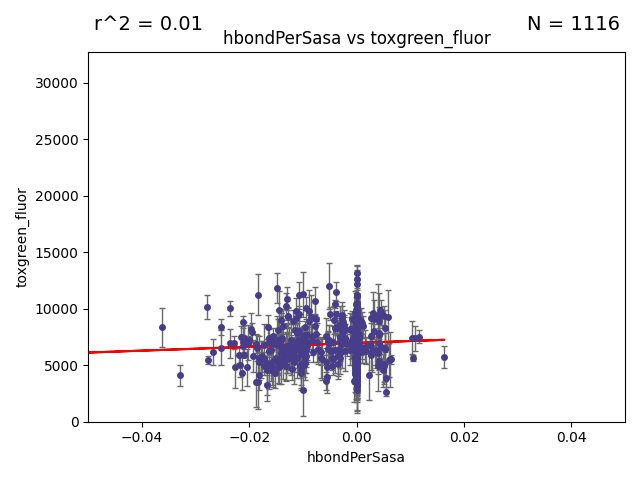 r^2 = 0.01
N = 1116
hbondPerSasa vs toxgreen_fluor
30000
25000
20000
15000
10000
5000
0
toxgreen_fluor
−0.04
−0.02
0.00
0.02
0.04
hbondPerSasa